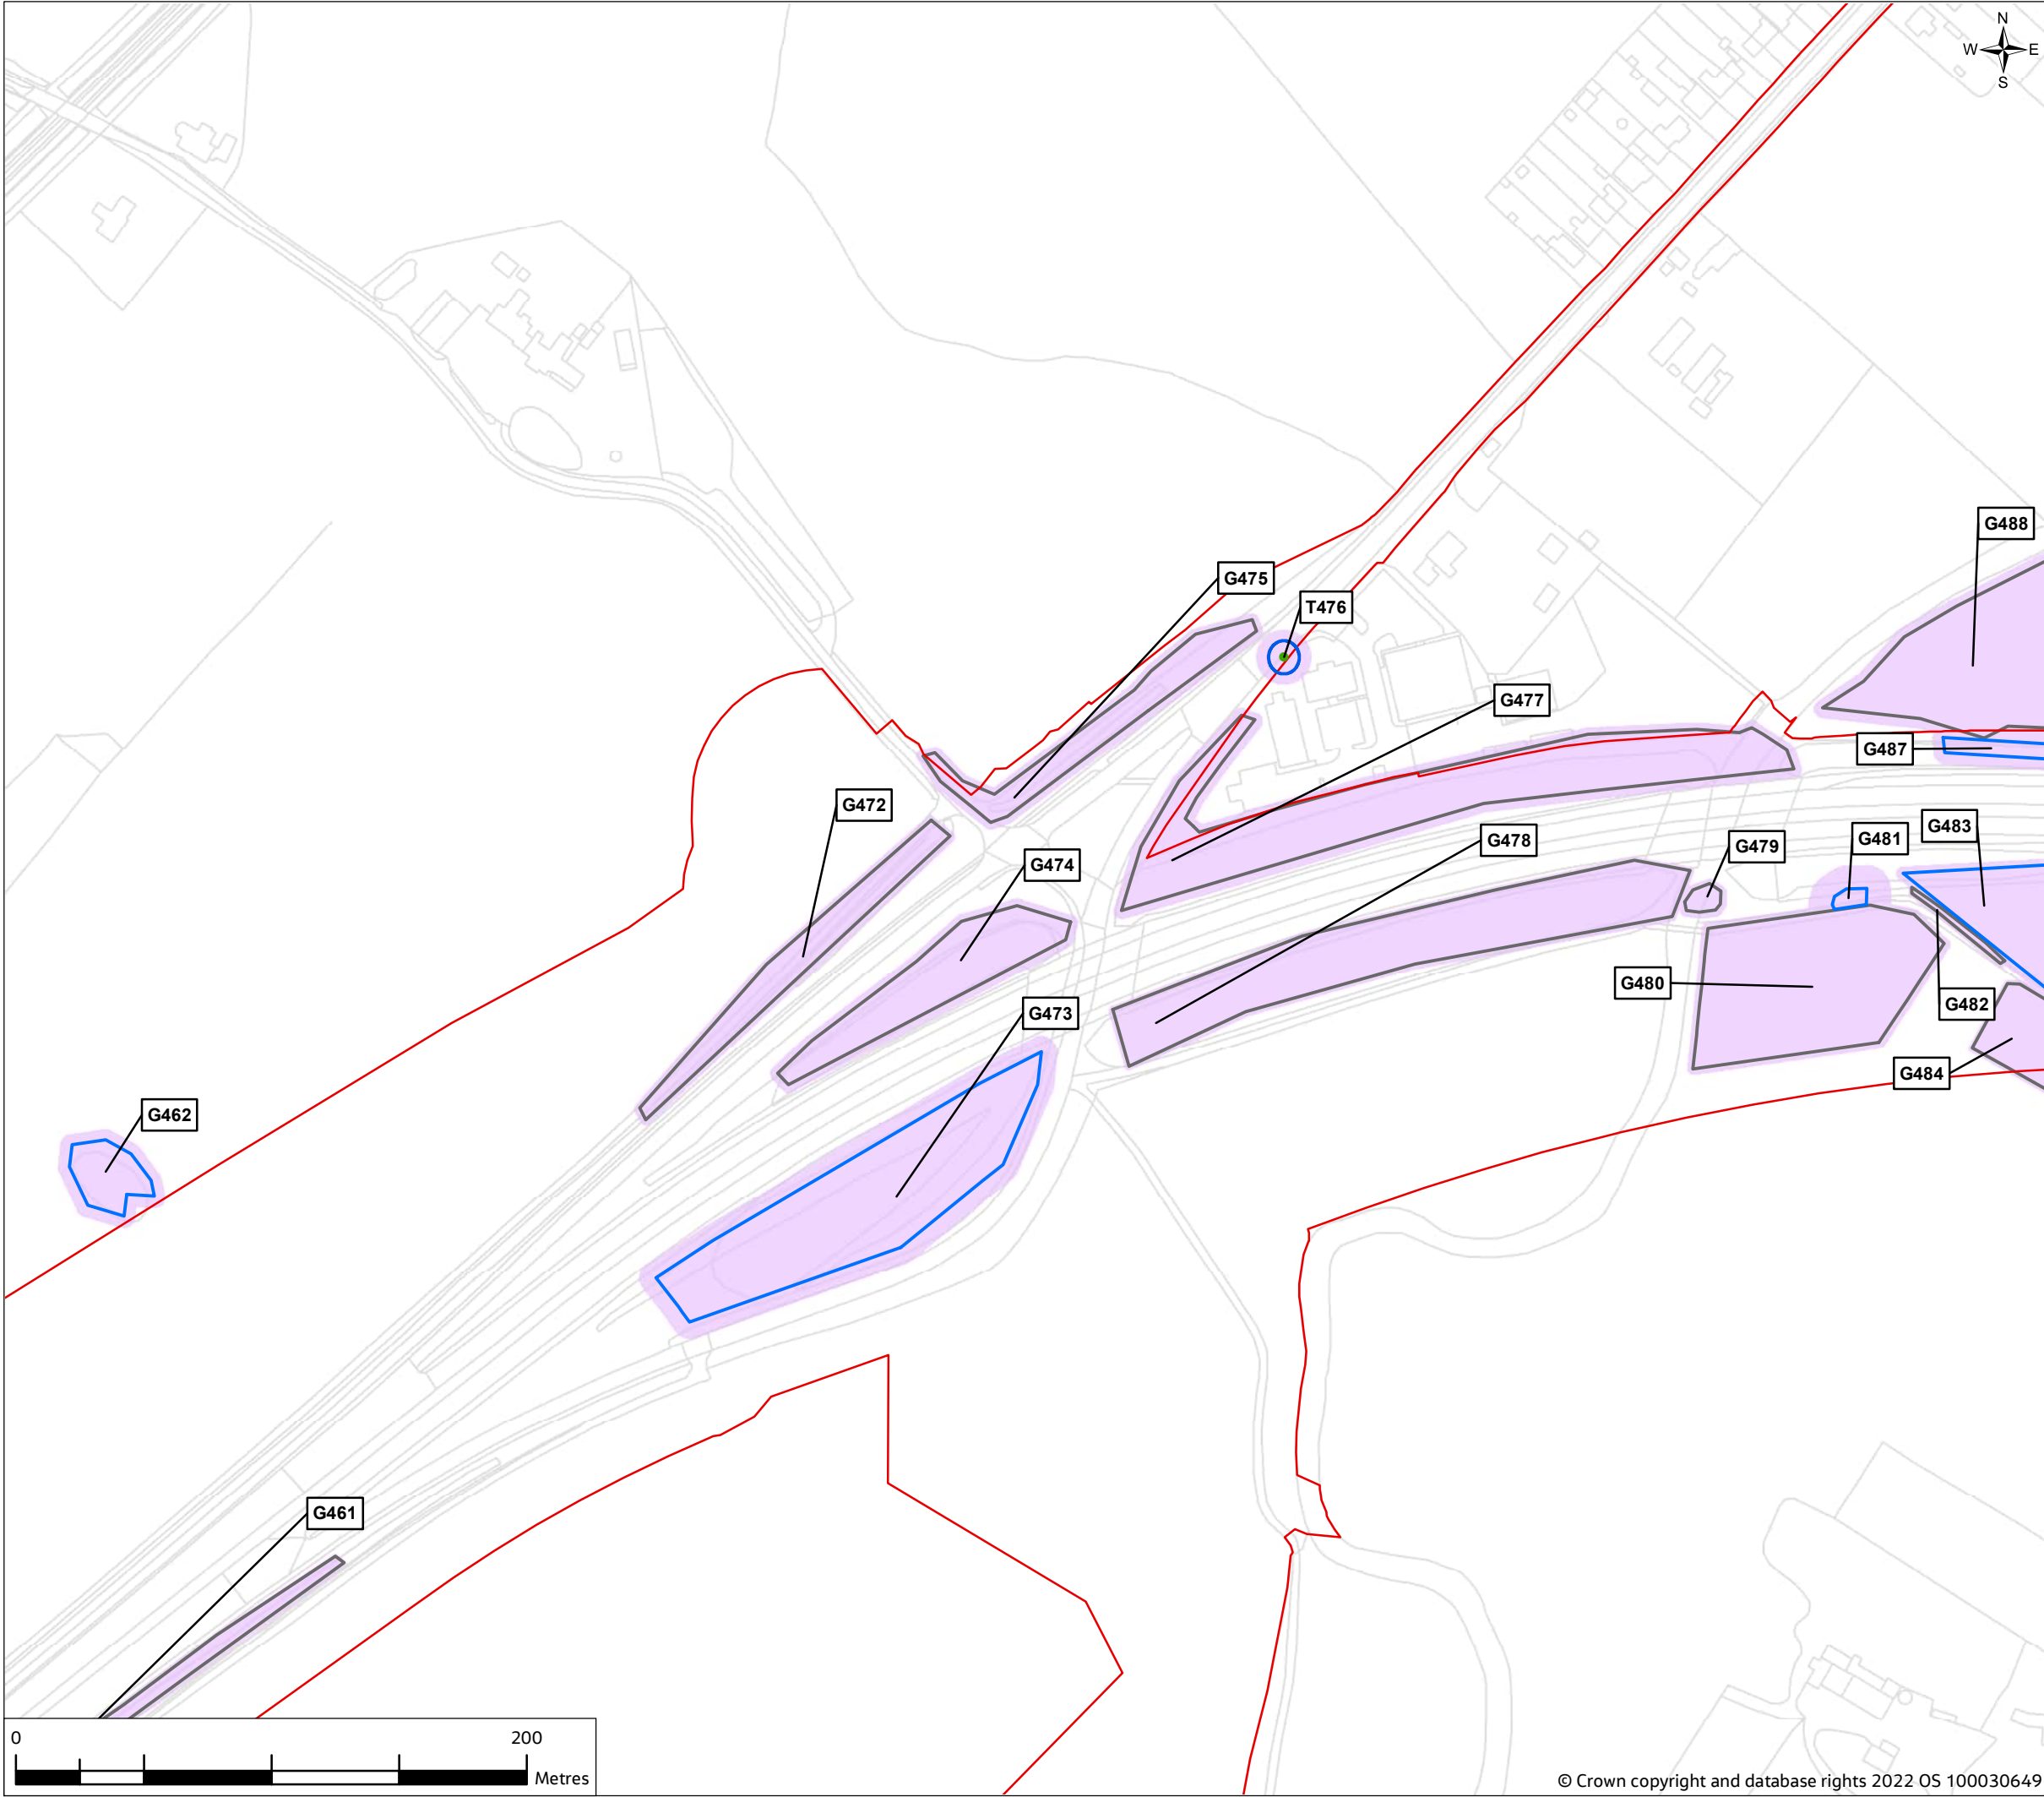 N
W E
S
G488
G475
T476
G477
G487
G472
G483
G481
G478
G479
G474
G480
G482
G473
G484
G462
G461
0 200
Metres
© Crown copyright and database rights 2022 OS 100030649